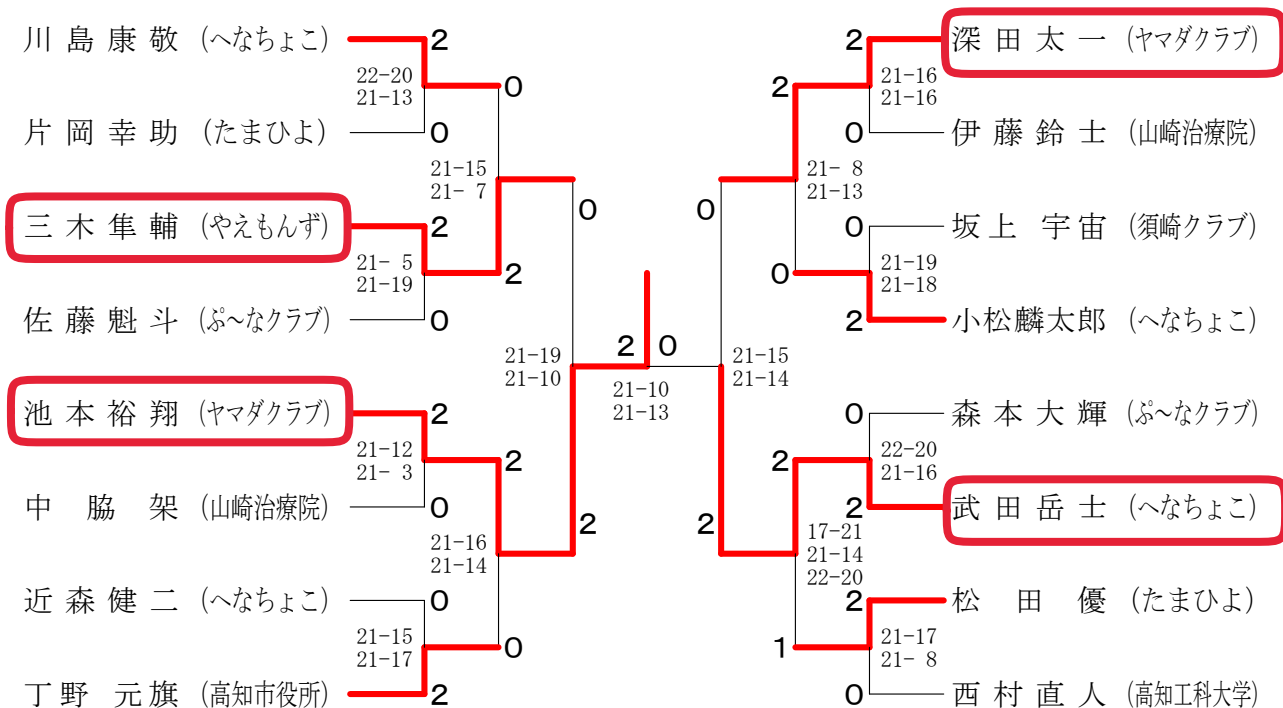 川島康敬 (へなちょこ) 2
22-20
21-13
0
片岡幸助 (たまひよ) 0
21-15
21- 7
三木隼輔 (やえもんず) 2
21- 5
21-19
2
佐藤魁斗 (ぷ～なクラブ) 0
0
21-19
21-10
池本裕翔 (ヤマダクラブ) 2
21-12
21- 3
2
中脇架 (山崎治療院) 0
21-16
21-14
2
近森健二 (へなちょこ) 0
21-15
21-17
0
丁野元旗 (高知市役所) 2
2 0
21-10
21-13
2 深田太一 (ヤマダクラブ)
21-16
21-16
2
0 伊藤鈴士 (山崎治療院)
21- 8
21-13
0
0 坂上宇宙 (須崎クラブ)
21-19
21-18
0
2 小松麟太郎 (へなちょこ)
21-15
21-14
0 森本大輝 (ぷ～なクラブ)
22-20
21-16
2
2 武田岳士 (へなちょこ)
17-21
21-14
22-20
2
2 松田優 (たまひよ)
21-17
21- 8
1
0 西村直人 (高知工科大学)